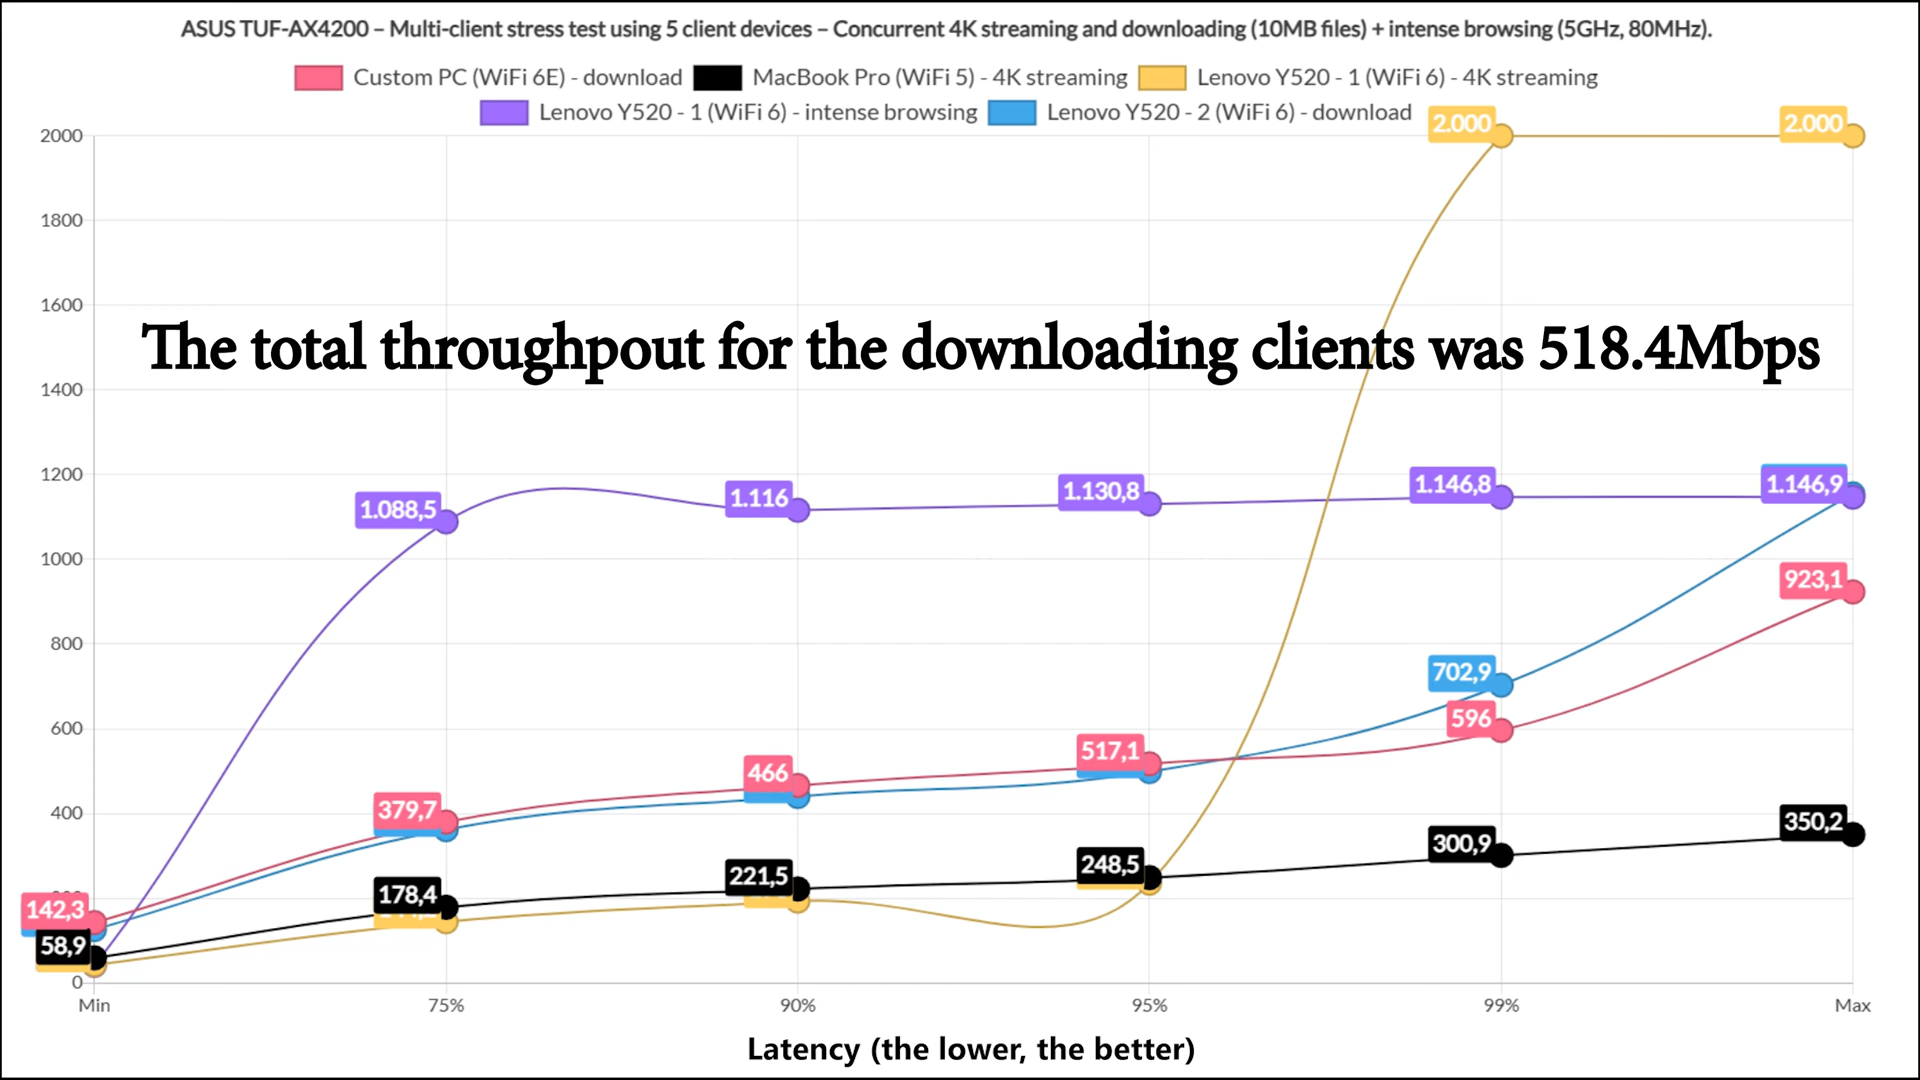 ASUS TUF-AX4200 – Multi-client stress test using 5 client devices – Concurrent 4K streaming and downloading (10MB files) + intense browsing (5GHz, 80MHz).
Custom PC (WiFi 6E) - download MacBook Pro (WiFi 5) - 4K streaming Lenovo Y520 - 1 (WiFi 6) - 4K streaming
Lenovo Y520 - 1 (WiFi 6) - intense browsing Lenovo Y520 - 2 (WiFi 6) - download
2.000 2.000
2000
1800
1600
The total throughpout for the downloading clients was 518.4Mbps
1400
1200
1.088,5 1.116 1.130,8 1.146,8 1.146,9
1000
923,1
800
702,9
596
600
379,7 466 517,1
400
178,4 221,5 248,5 300,9 350,2
142,3
58,9
0
Min 75% 90% 95% 99% Max
Latency (the lower, the better)